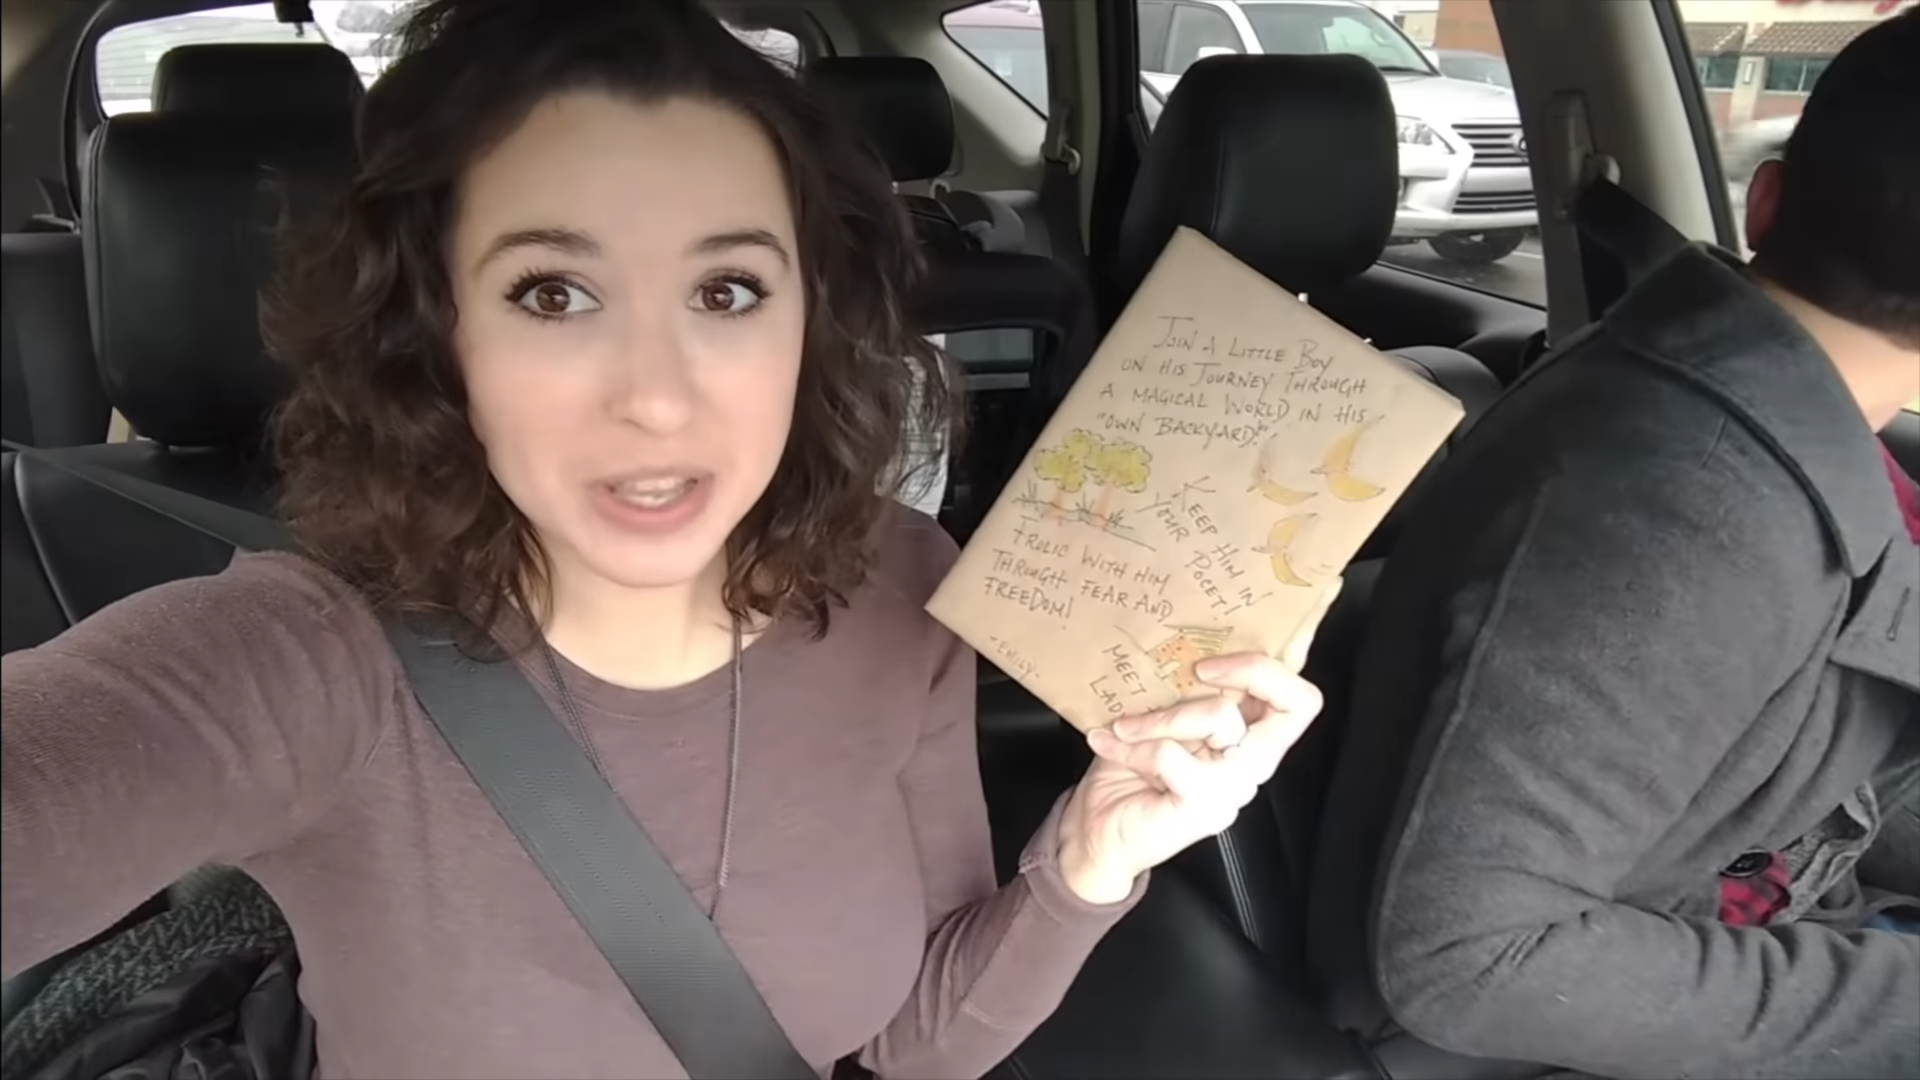 JOIN A LITTLE BOY
ON HIS JOURNEY THROUGH
A MAGICAL WORLD IN HIS
"OWN BACKYARD!"
KEEP HIM IN
YOUR POCET!
FROLIC WITH HIM
THROUGH FEAR AND
FREEDOM!
-EMILY-
MEET